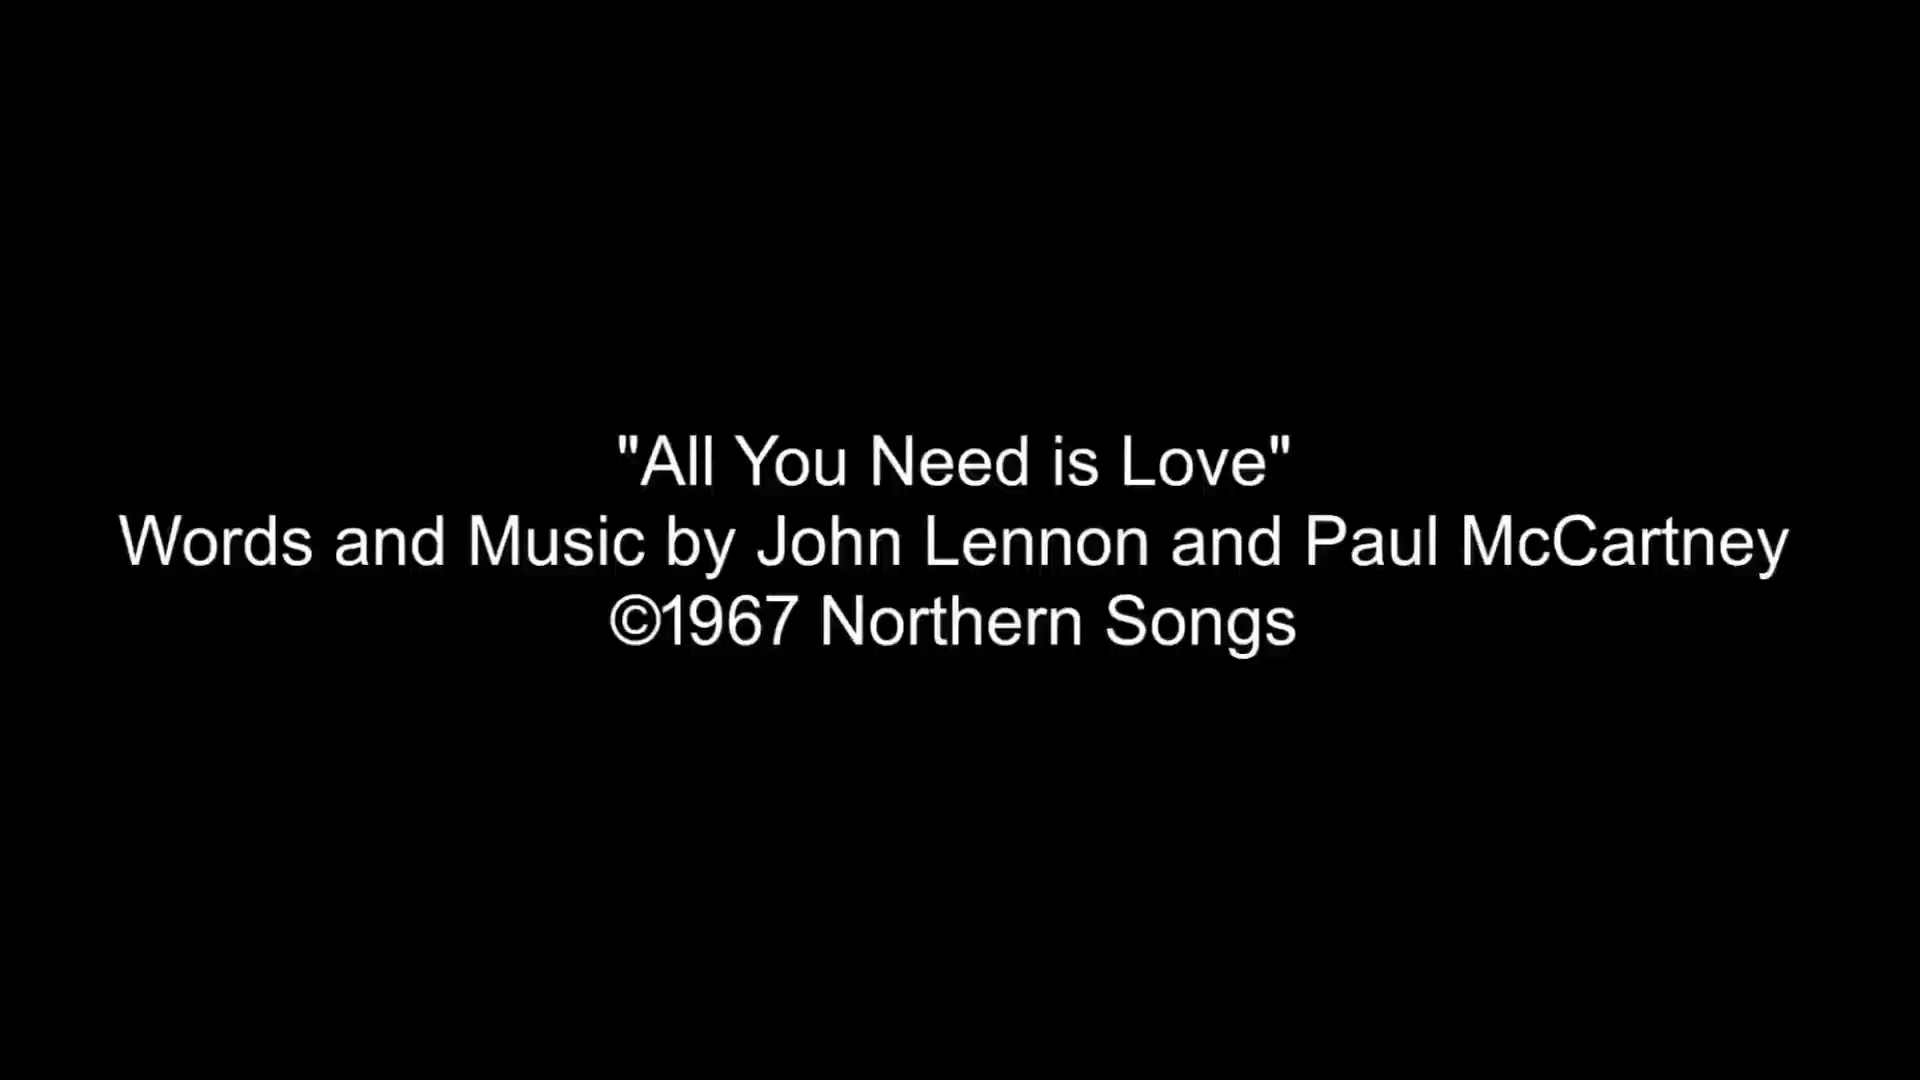 "All You Need is Love"
Words and Music by John Lennon and Paul McCartney
©1967 Northern Songs